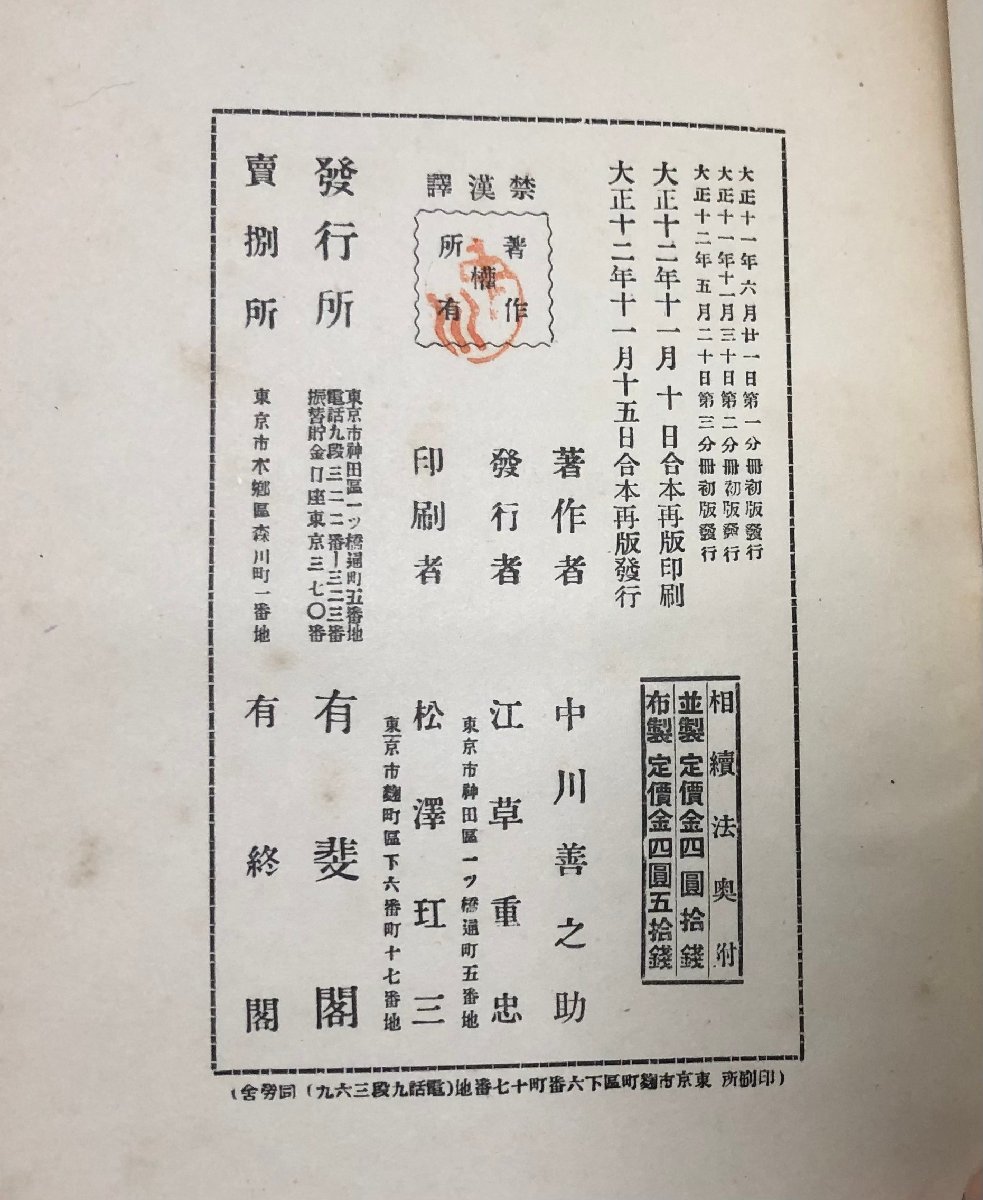 大正十一年六月廿一日第一分冊初版發行
大正十一年十一月三十日第二分冊初版發行
大正十二年五月二十日第三分冊初版發行
大正十二年十一月十日合本再版印刷
大正十二年十一月十五日合本再版發行
相續法奥附
並製定價金四圓拾錢
布製定價金四圓五拾錢
禁漢譯
著作
權
所有
著作者 中川善之助
發行者 江草重忠
東京市神田區一ツ橋通町五番地
印刷者 松澤玒三
東京市麴町區下六番町十七番地
發行所 有斐閣
東京市神田區一ツ橋通町五番地
電話九段三二二番ー三二三番
振替貯金口座東京三七〇番
賣捌所 有終閣
東京市本鄉區森川町一番地
(印刷所 東京市麴町區下六番町十七番地(電話九段三六九) 同勞舍)